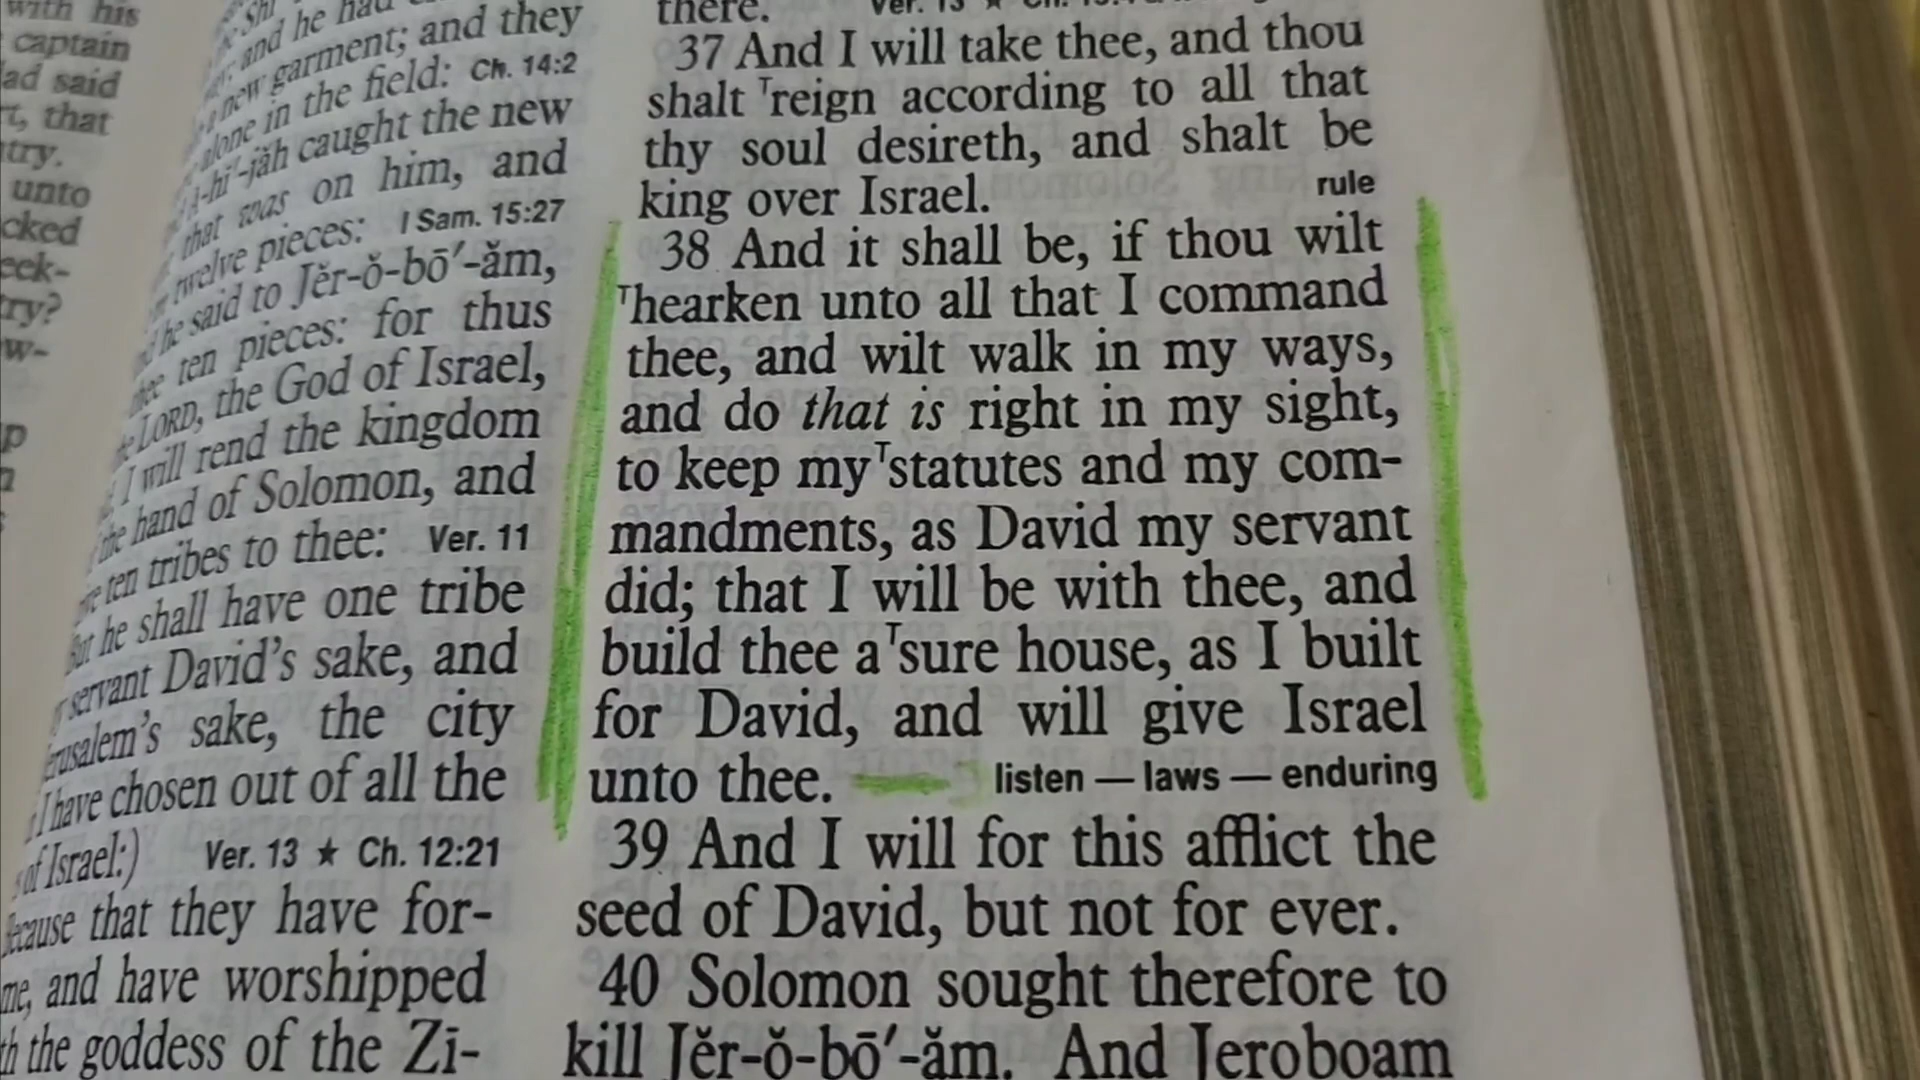 with his
captain
ad said
that
try.
unto
cked
eek-
try?
w-
and he had
new garment; and they
alone in the field: Ch. 14:2
Ă-hī'-jăh caught the new
that was on him, and
twelve pieces: I Sam. 15:27
he said to Jĕr-ŏ-bō'-ăm,
ten pieces: for thus
LORD, the God of Israel,
I will rend the kingdom
the hand of Solomon, and
ten tribes to thee: Ver. 11
But he shall have one tribe
servant David's sake, and
sake, the city
I have chosen out of all the
of Israel:) Ver. 13 ★ Ch. 12:21
that they have for-
me, and have worshipped
the goddess of the Zī-
there. Ver. 13 ★
37 And I will take thee, and thou
shalt ᵀreign according to all that
thy soul desireth, and shalt be
king over Israel. rule
38 And it shall be, if thou wilt
ᵀhearken unto all that I command
thee, and wilt walk in my ways,
and do that is right in my sight,
to keep my ᵀstatutes and my com-
mandments, as David my servant
did; that I will be with thee, and
build thee a ᵀsure house, as I built
for David, and will give Israel
unto thee. listen — laws — enduring
39 And I will for this afflict the
seed of David, but not for ever.
40 Solomon sought therefore to
kill Jĕr-ŏ-bō'-ăm. And Jeroboam